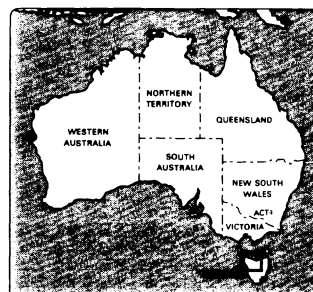 NORTHERN
TERRITORY
QUEENSLAND
WESTERN
AUSTRALIA
SOUTH
AUSTRALIA
NEW SOUTH
WALES
ACT
VICTORIA